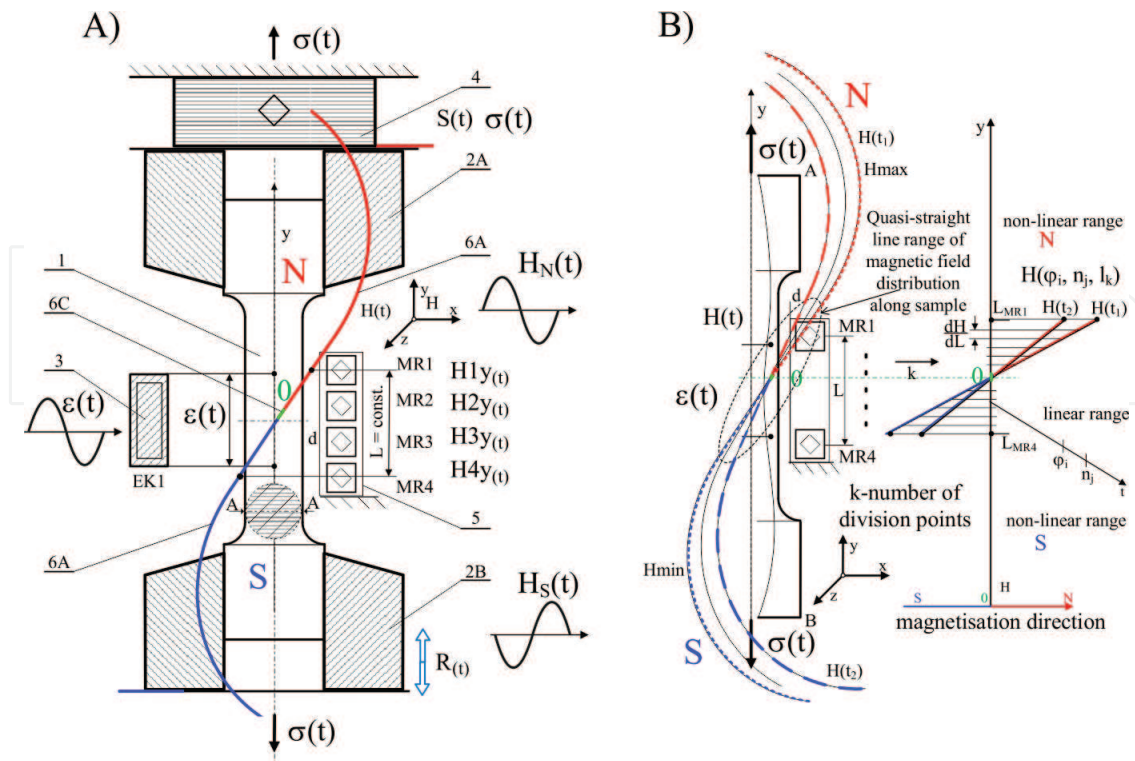 A)
σ(t)
4
S(t) σ(t)
2A
y
N
1
6A
H_N(t)
6C
H(t)
y
H
x
z
3
0
MR1
H1y(t)
ε(t)
ε(t)
MR2
H2y(t)
L = const.
d
MR3
H3y(t)
EK1
MR4
H4y(t)
A
A
5
6A
S
2B
H_S(t)
R(t)
σ(t)
B)
N
y
σ(t)
A
H(t₁)
Hmax
y
Quasi-straight
line range of
magnetic field
distribution
along sample
non-linear range
N
H(φᵢ, nⱼ, lₖ)
d
H(t)
MR1
L_MR1
H(t₂)
H(t₁)
dH
dL
k
0
0
ε(t)
L
linear range
MR4
L_MR4
φᵢ
nⱼ
t
k-number of
division points
non-linear range
S
Hmin
y
x
z
B
S
0
H
N
magnetisation direction
S
σ(t)
H(t₂)